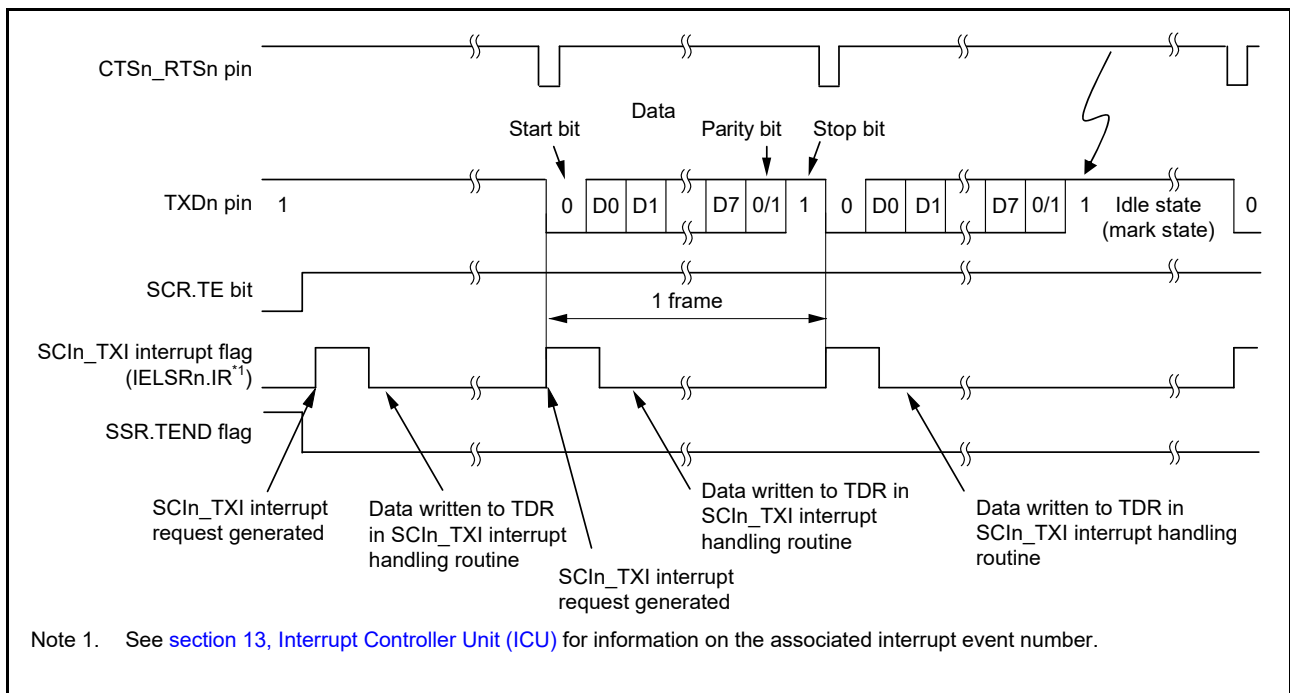 CTSn_RTSn pin
Data
Start bit
Parity bit
Stop bit
TXDn pin
1
0
D0
D1
D7
0/1
1
0
D0
D1
D7
0/1
1
Idle state
(mark state)
0
SCR.TE bit
1 frame
SCIn_TXI interrupt flag
(IELSRn.IR*1)
SSR.TEND flag
SCIn_TXI interrupt
request generated
Data written to TDR
in SCIn_TXI interrupt
handling routine
SCIn_TXI interrupt
request generated
Data written to TDR in
SCIn_TXI interrupt
handling routine
Data written to TDR in
SCIn_TXI interrupt handling
routine
Note 1. See section 13, Interrupt Controller Unit (ICU) for information on the associated interrupt event number.